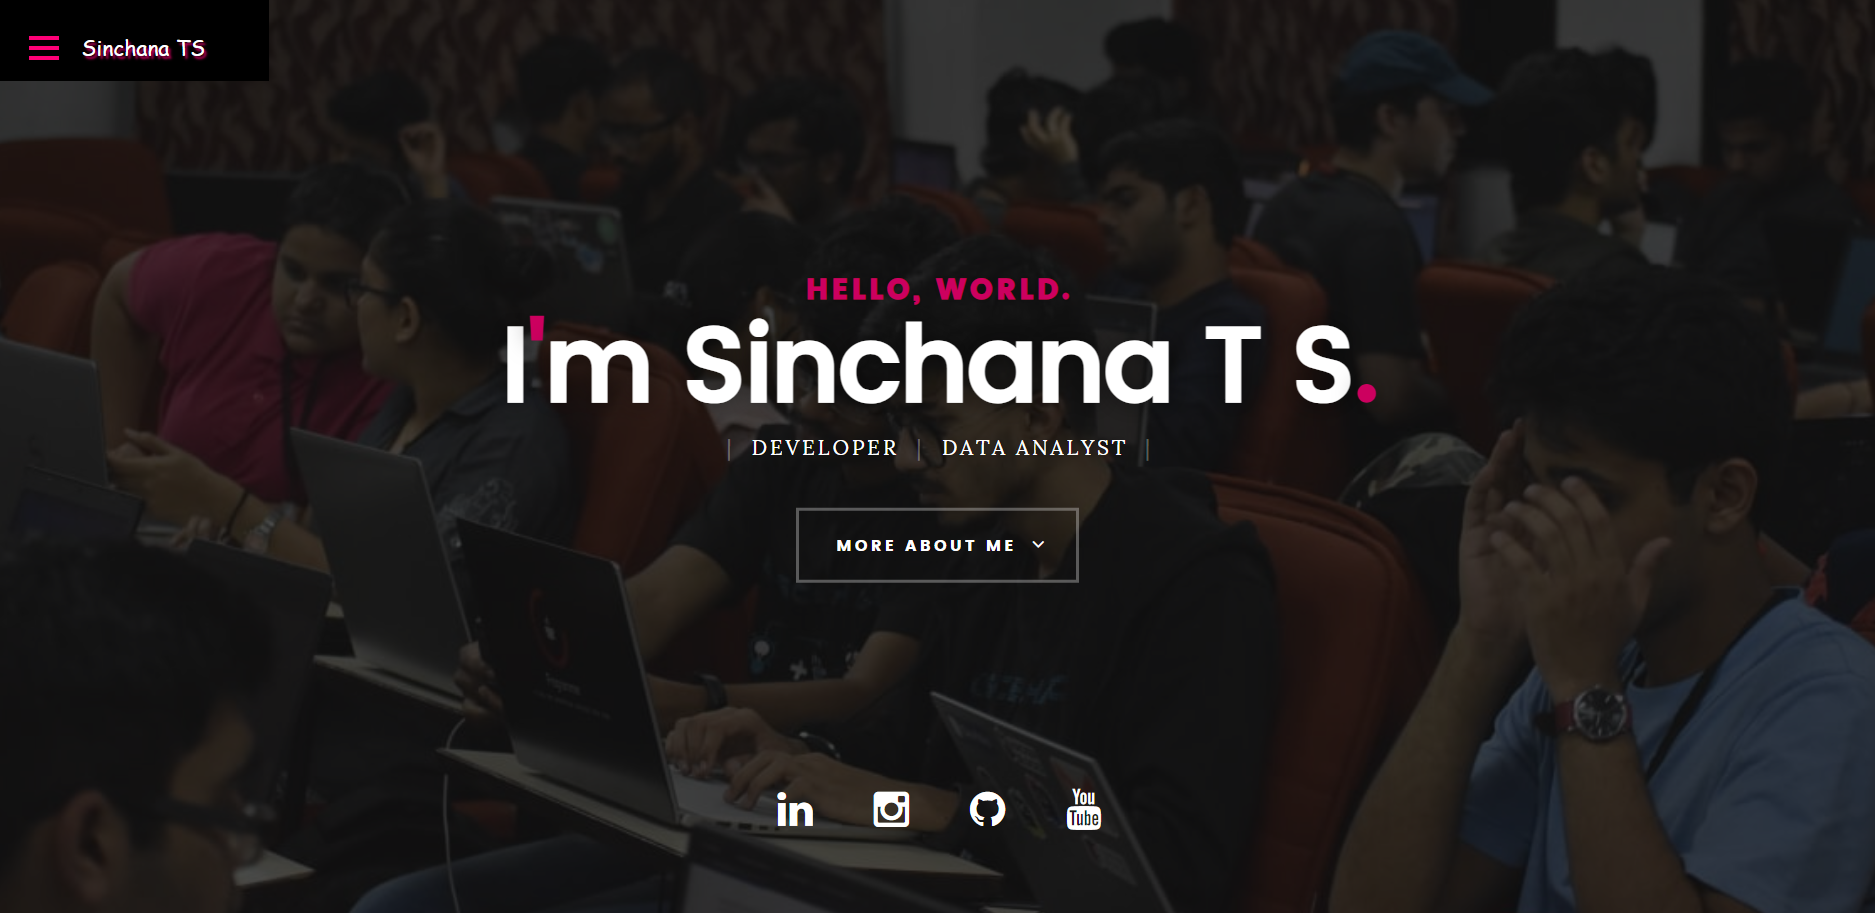 Sinchana TS
HELLO, WORLD.
I'm Sinchana T S.
| DEVELOPER | DATA ANALYST |
MORE ABOUT ME
in
You
Tube